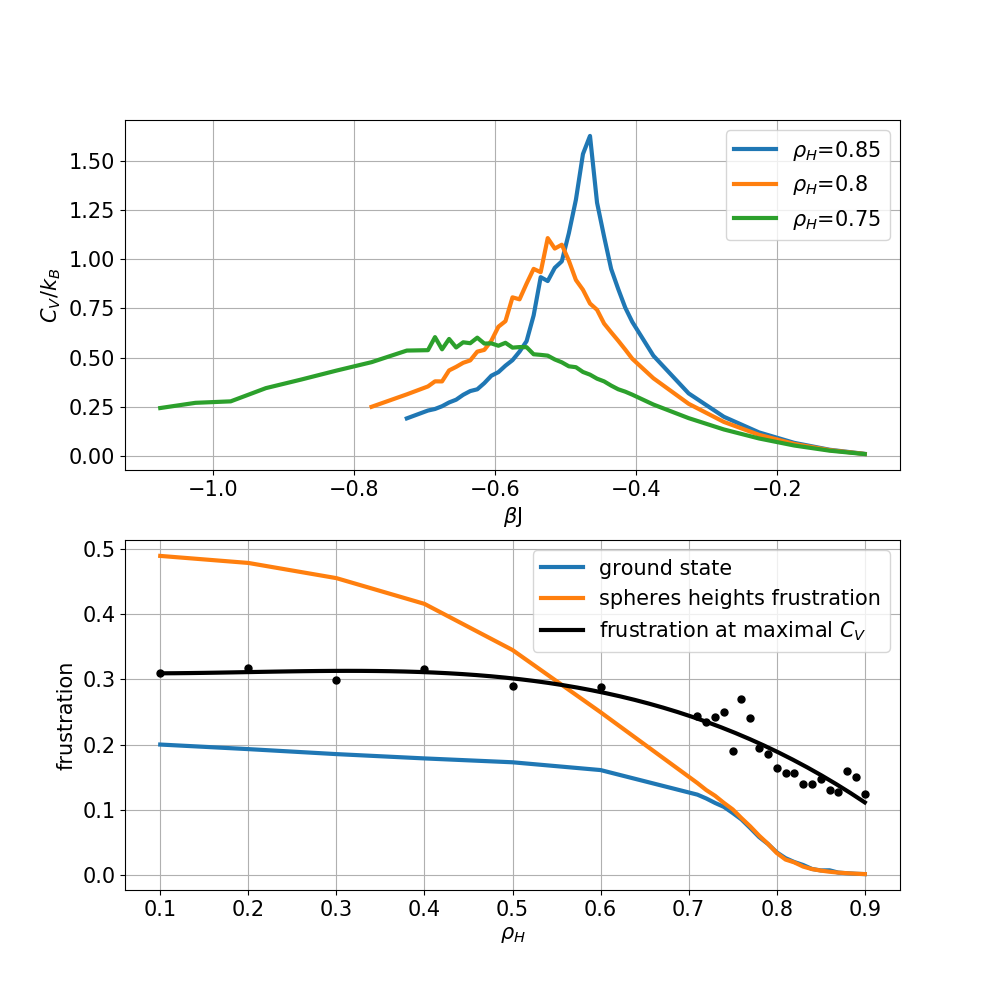 1.50
1.25
1.00
0.75
0.50
0.25
0.00
C_V/k_B
ρ_H=0.85
ρ_H=0.8
ρ_H=0.75
−1.0 −0.8 −0.6 −0.4 −0.2
βJ
0.5
0.4
0.3
0.2
0.1
0.0
frustration
ground state
spheres heights frustration
frustration at maximal C_V
0.1 0.2 0.3 0.4 0.5 0.6 0.7 0.8 0.9
ρ_H